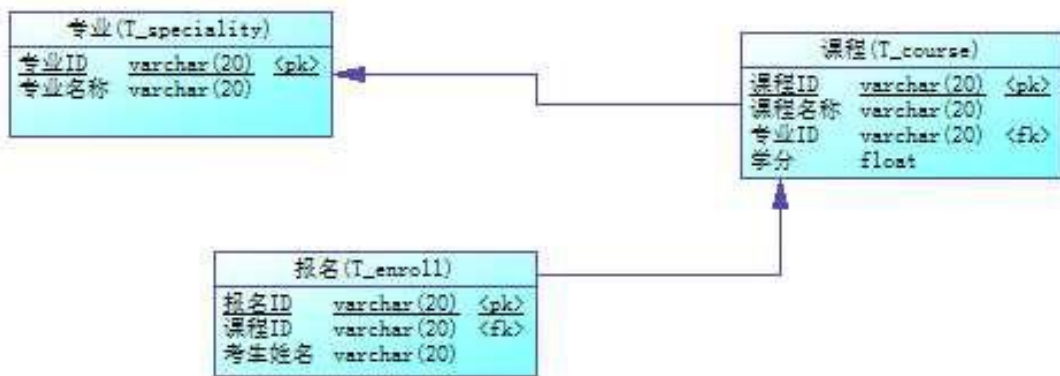 专业(T_speciality)
专业ID varchar(20) <pk>
专业名称 varchar(20)
课程(T_course)
课程ID varchar(20) <pk>
课程名称 varchar(20)
专业ID varchar(20) <fk>
学分 float
报名(T_enroll)
报名ID varchar(20) <pk>
课程ID varchar(20) <fk>
考生姓名 varchar(20)